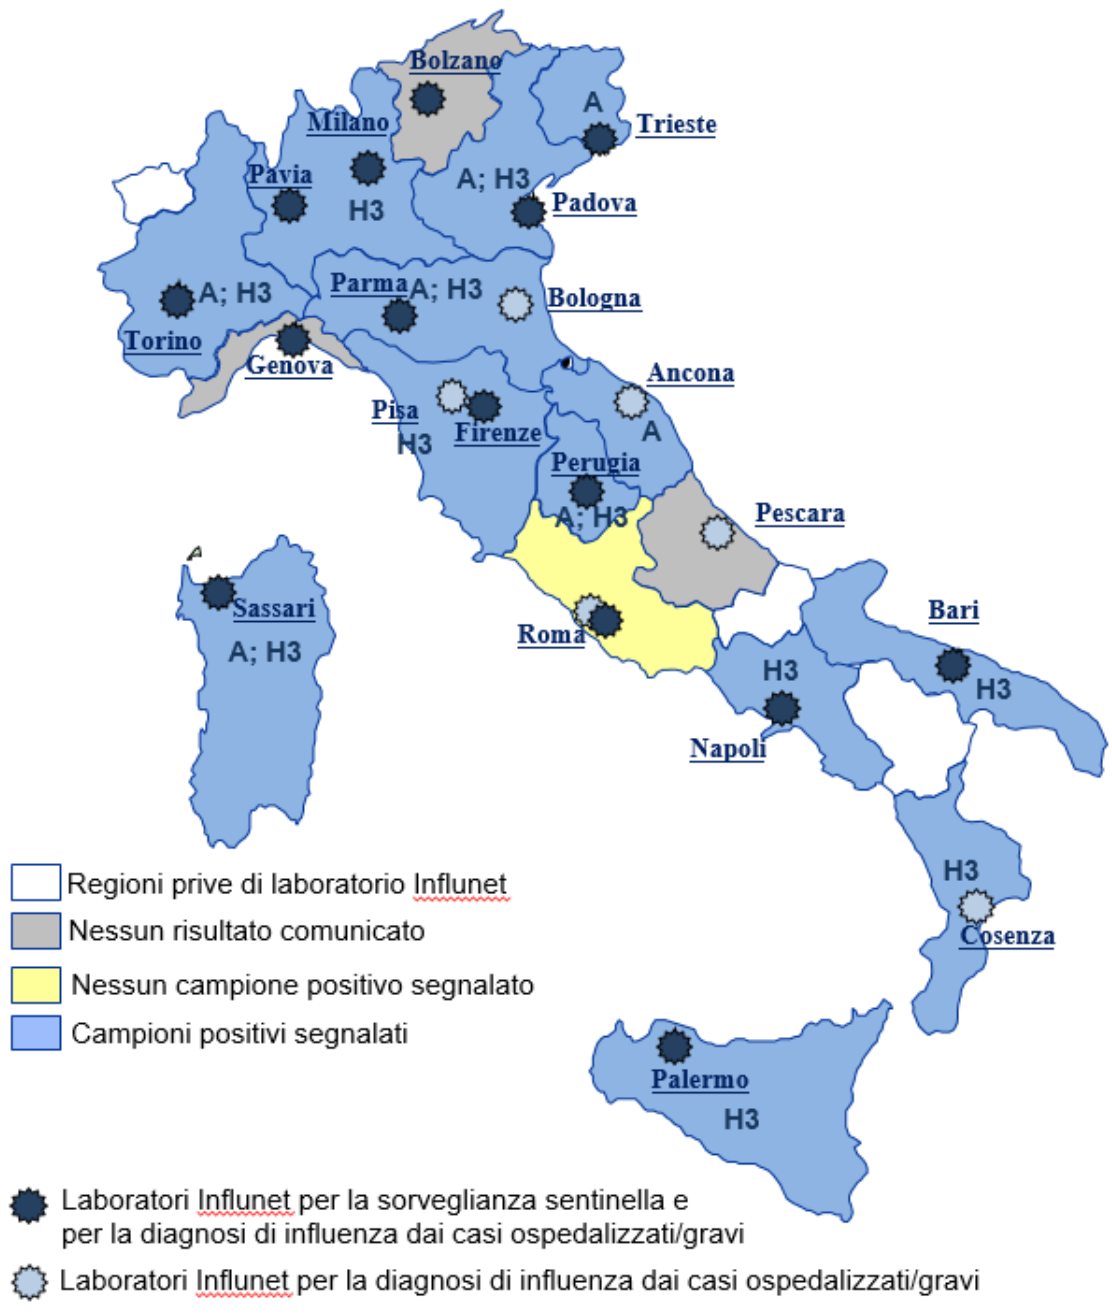 Bolzano
Milano
A
Trieste
Pavia
A; H3
Padova
H3
Parma
A; H3
A; H3
Bologna
Torino
Genova
Ancona
Pisa
Firenze
A
H3
Perugia
A; H3
Pescara
A
Sassari
Roma
Bari
A; H3
H3
H3
Napoli
H3
Cosenza
Regioni prive di laboratorio Influnet
Nessun risultato comunicato
Nessun campione positivo segnalato
Campioni positivi segnalati
Palermo
H3
Laboratori Influnet per la sorveglianza sentinella e
per la diagnosi di influenza dai casi ospedalizzati/gravi
Laboratori Influnet per la diagnosi di influenza dai casi ospedalizzati/gravi